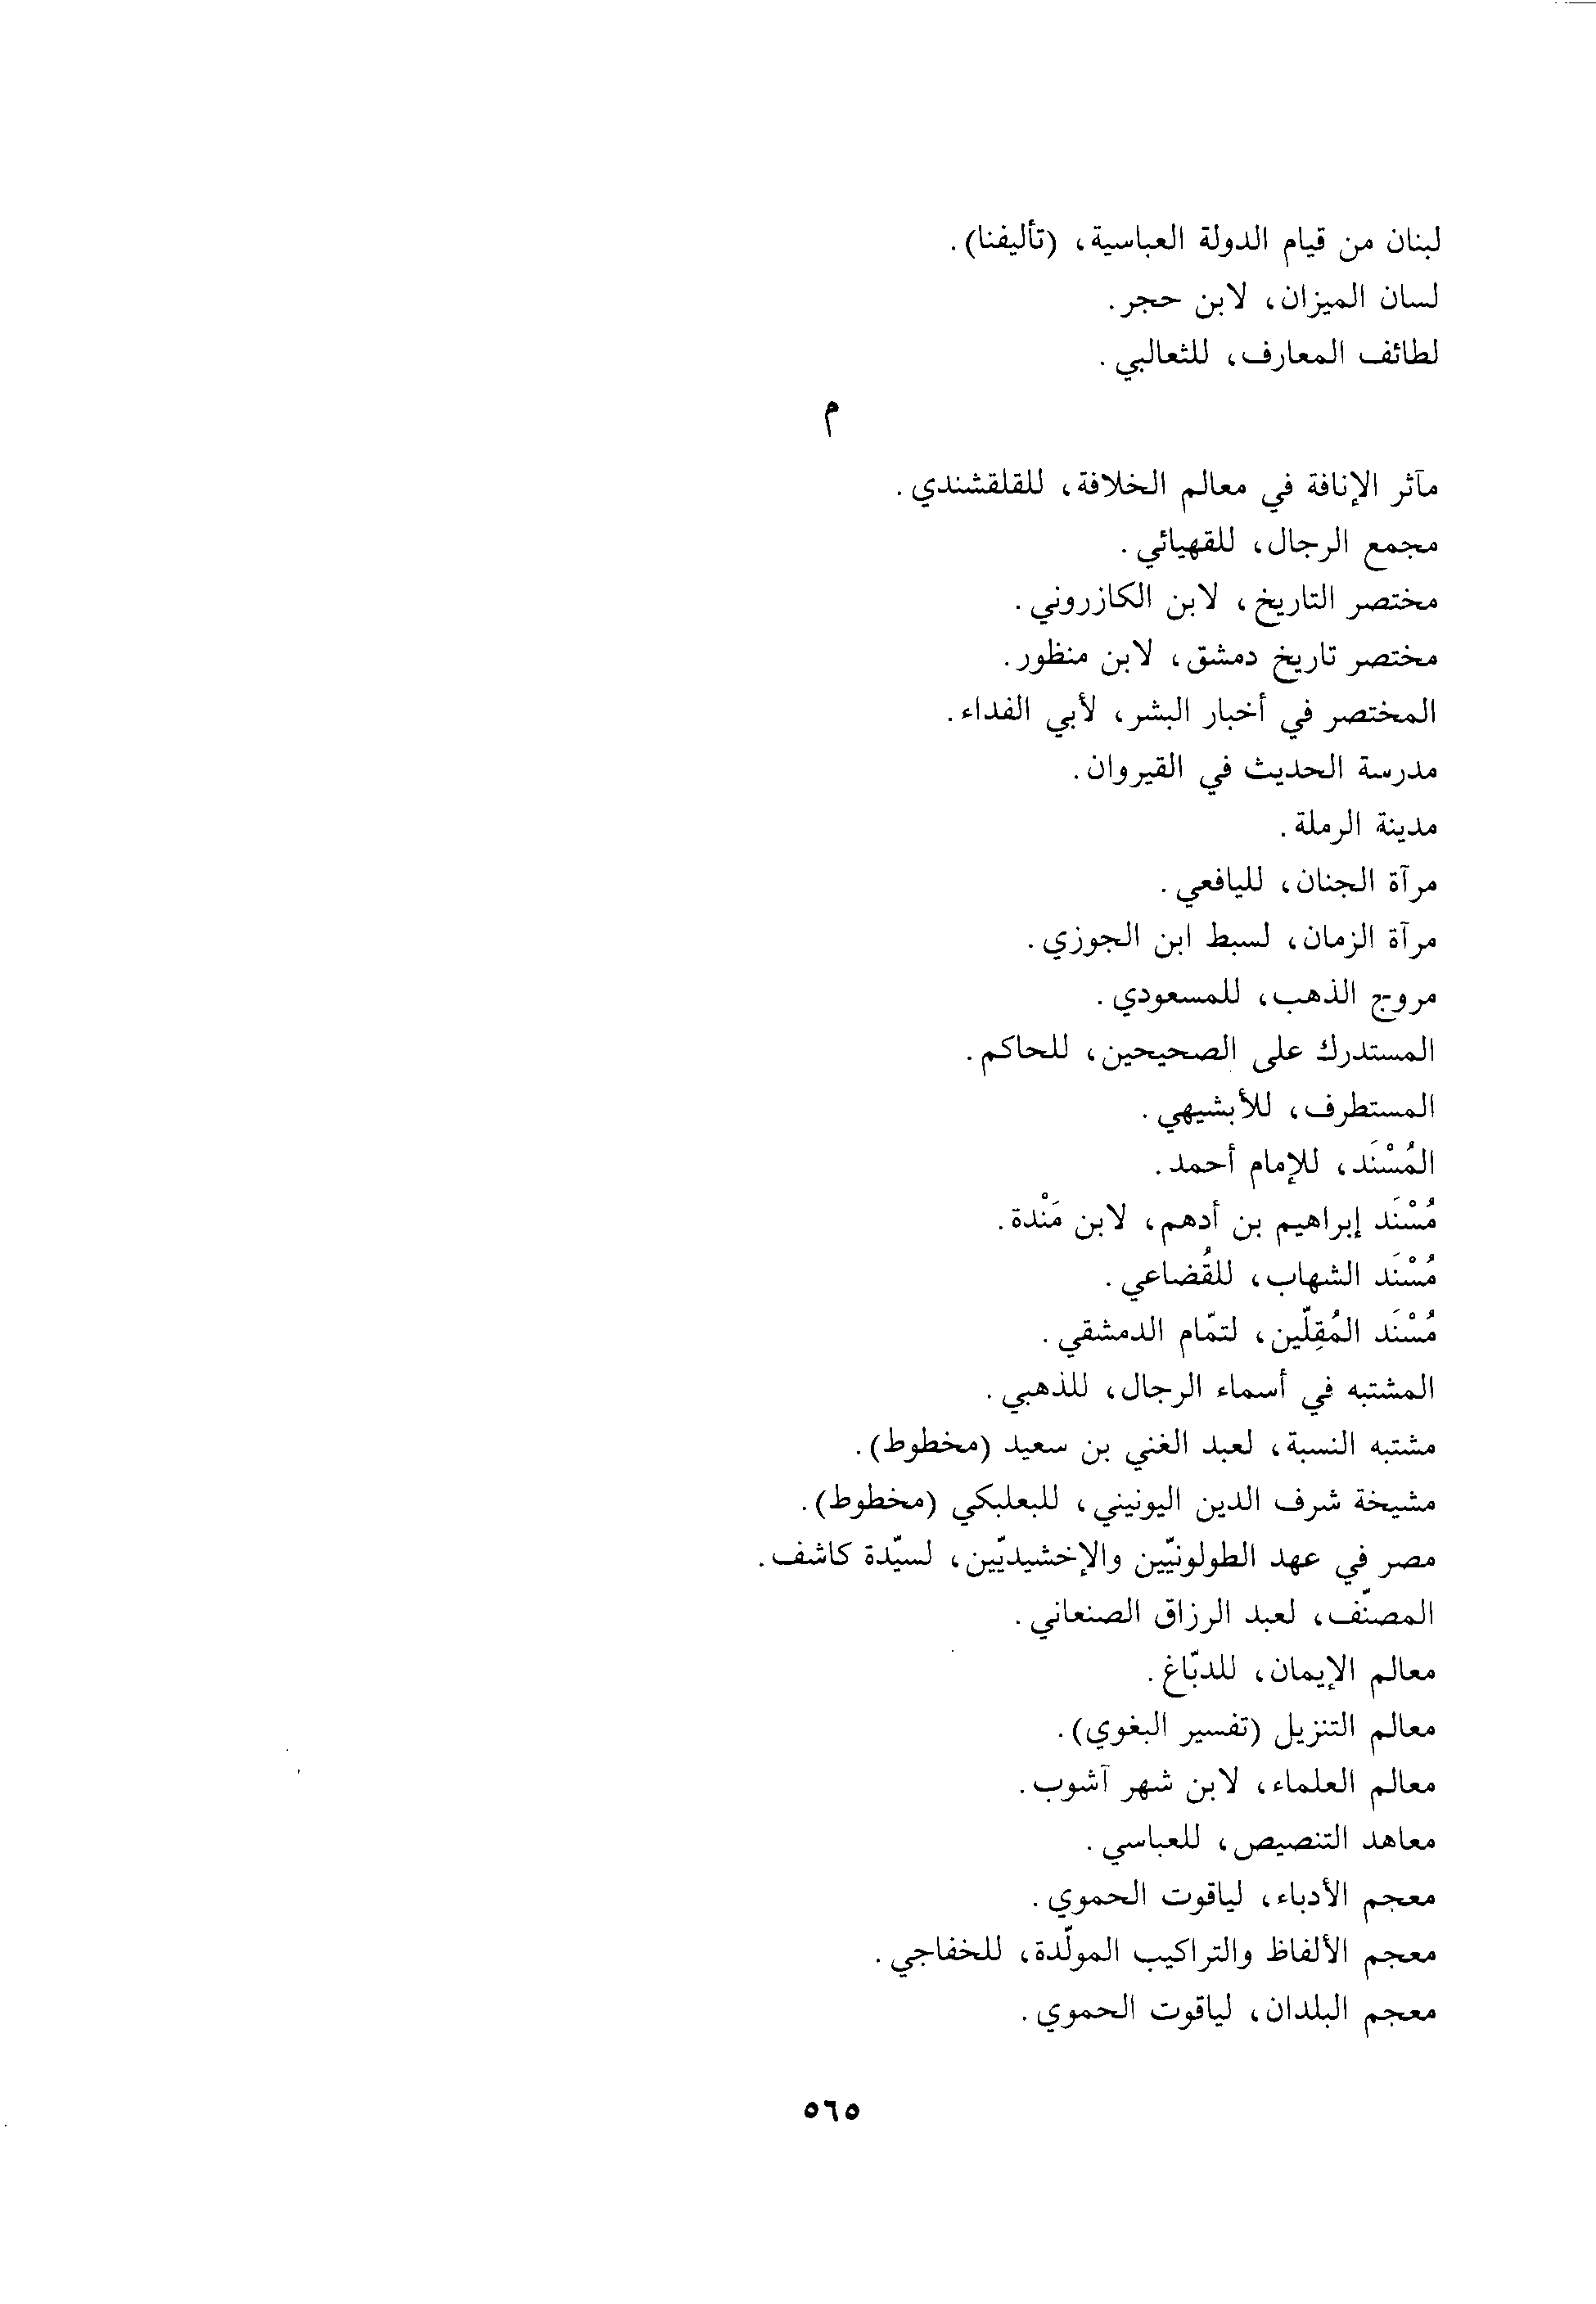 لبنان من قيام الدولة العباسية، (تأليفنا).
لسان الميزان، لابن حجر.
لطائف المعارف، للثعالبي.
م
مآثر الإنافة في معالم الخلافة، للقلقشندي.
مجمع الرجال، للقهيائي.
مختصر التاريخ، لابن الكازروني.
مختصر تاريخ دمشق، لابن منظور.
المختصر في أخبار البشر، لأبي الفداء.
مدرسة الحديث في القيروان.
مدينة الرملة.
مرآة الجنان، لليافعي.
مرآة الزمان، لسبط ابن الجوزي.
مروج الذهب، للمسعودي.
المستدرك على الصحيحين، للحاكم.
المستطرف، للأبشيهي.
المُسْنَد، للإمام أحمد.
مُسْنَد إبراهيم بن أدهم، لابن مَنْدة.
مُسْنَد الشهاب، للقُضاعي.
مُسْنَد المُقِلّين، لتمّام الدمشقي.
المشتبه في أسماء الرجال، للذهبي.
مشتبه النسبة، لعبد الغني بن سعيد (مخطوط).
مشيخة شرف الدين اليونيني، للبعلبكي (مخطوط).
مصر في عهد الطولونيّين والإخشيديّين، لسيّدة كاشف.
المصنّف، لعبد الرزاق الصنعاني.
معالم الإيمان، للدبّاغ.
معالم التنزيل (تفسير البغوي).
معالم العلماء، لابن شهر آشوب.
معاهد التنصيص، للعباسي.
معجم الأدباء، لياقوت الحموي.
معجم الألفاظ والتراكيب المولّدة، للخفاجي.
معجم البلدان، لياقوت الحموي.
٥٦٥